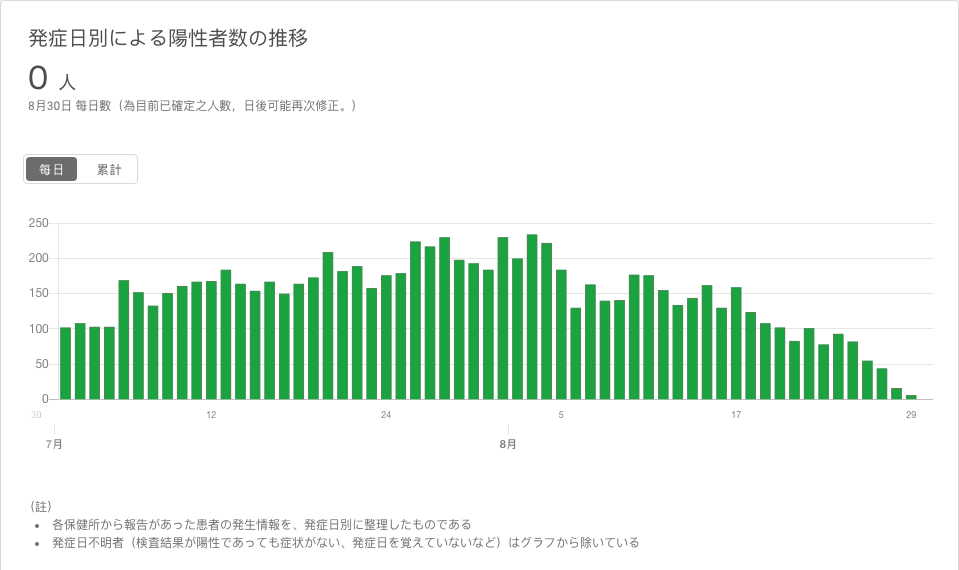 発症日別による陽性者数の推移
0 人
8月30日 每日數（為目前已確定之人數，日後可能再次修正。）
每日 累計
250
200
150
100
50
0
30 12 24 5 17 29
7月 8月
（註）
• 各保健所から報告があった患者の発生情報を、発症日別に整理したものである
• 発症日不明者（検査結果が陽性であっても症状がない、発症日を覚えていないなど）はグラフから除いている